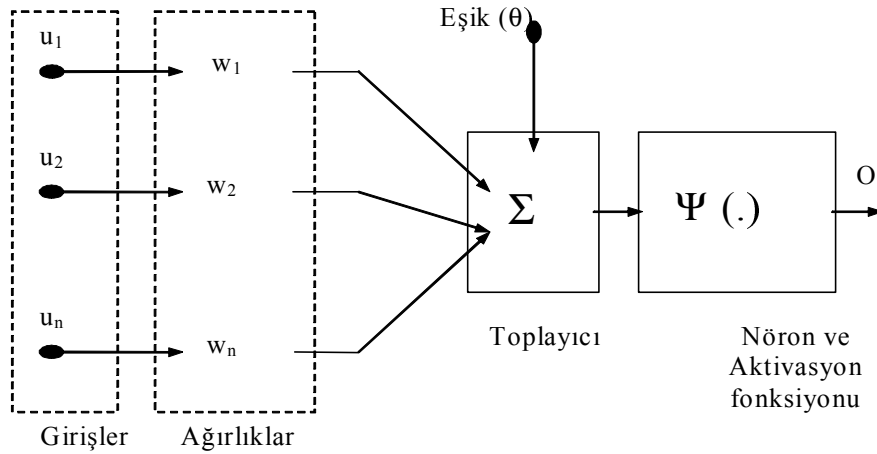 Eşik (θ)
u1
w1
u2
w2
Σ
Ψ (.)
O
un
wn
Toplayıcı
Nöron ve
Aktivasyon
fonksiyonu
Girişler
Ağırlıklar